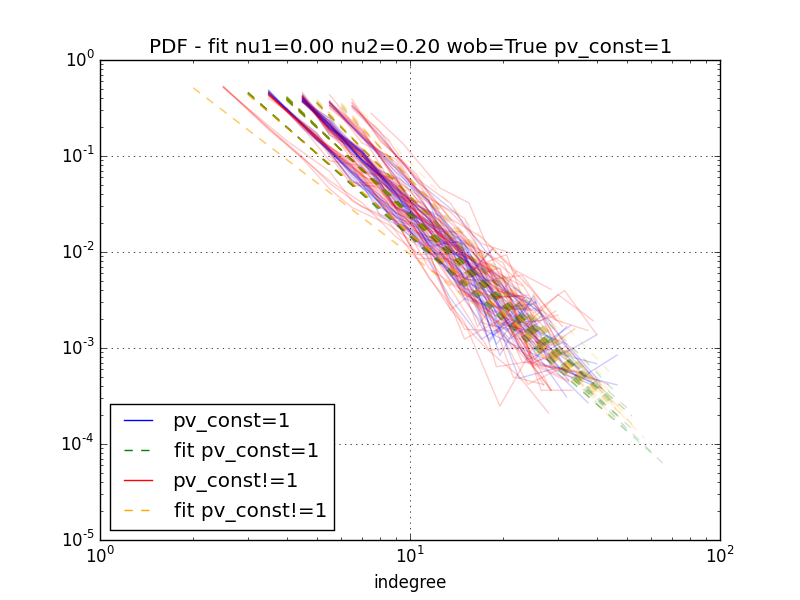 PDF - fit nu1=0.00 nu2=0.20 wob=True pv_const=1
10^0
10^-1
10^-2
10^-3
10^-4
10^-5
pv_const=1
fit pv_const=1
pv_const!=1
fit pv_const!=1
10^0 10^1 10^2
indegree